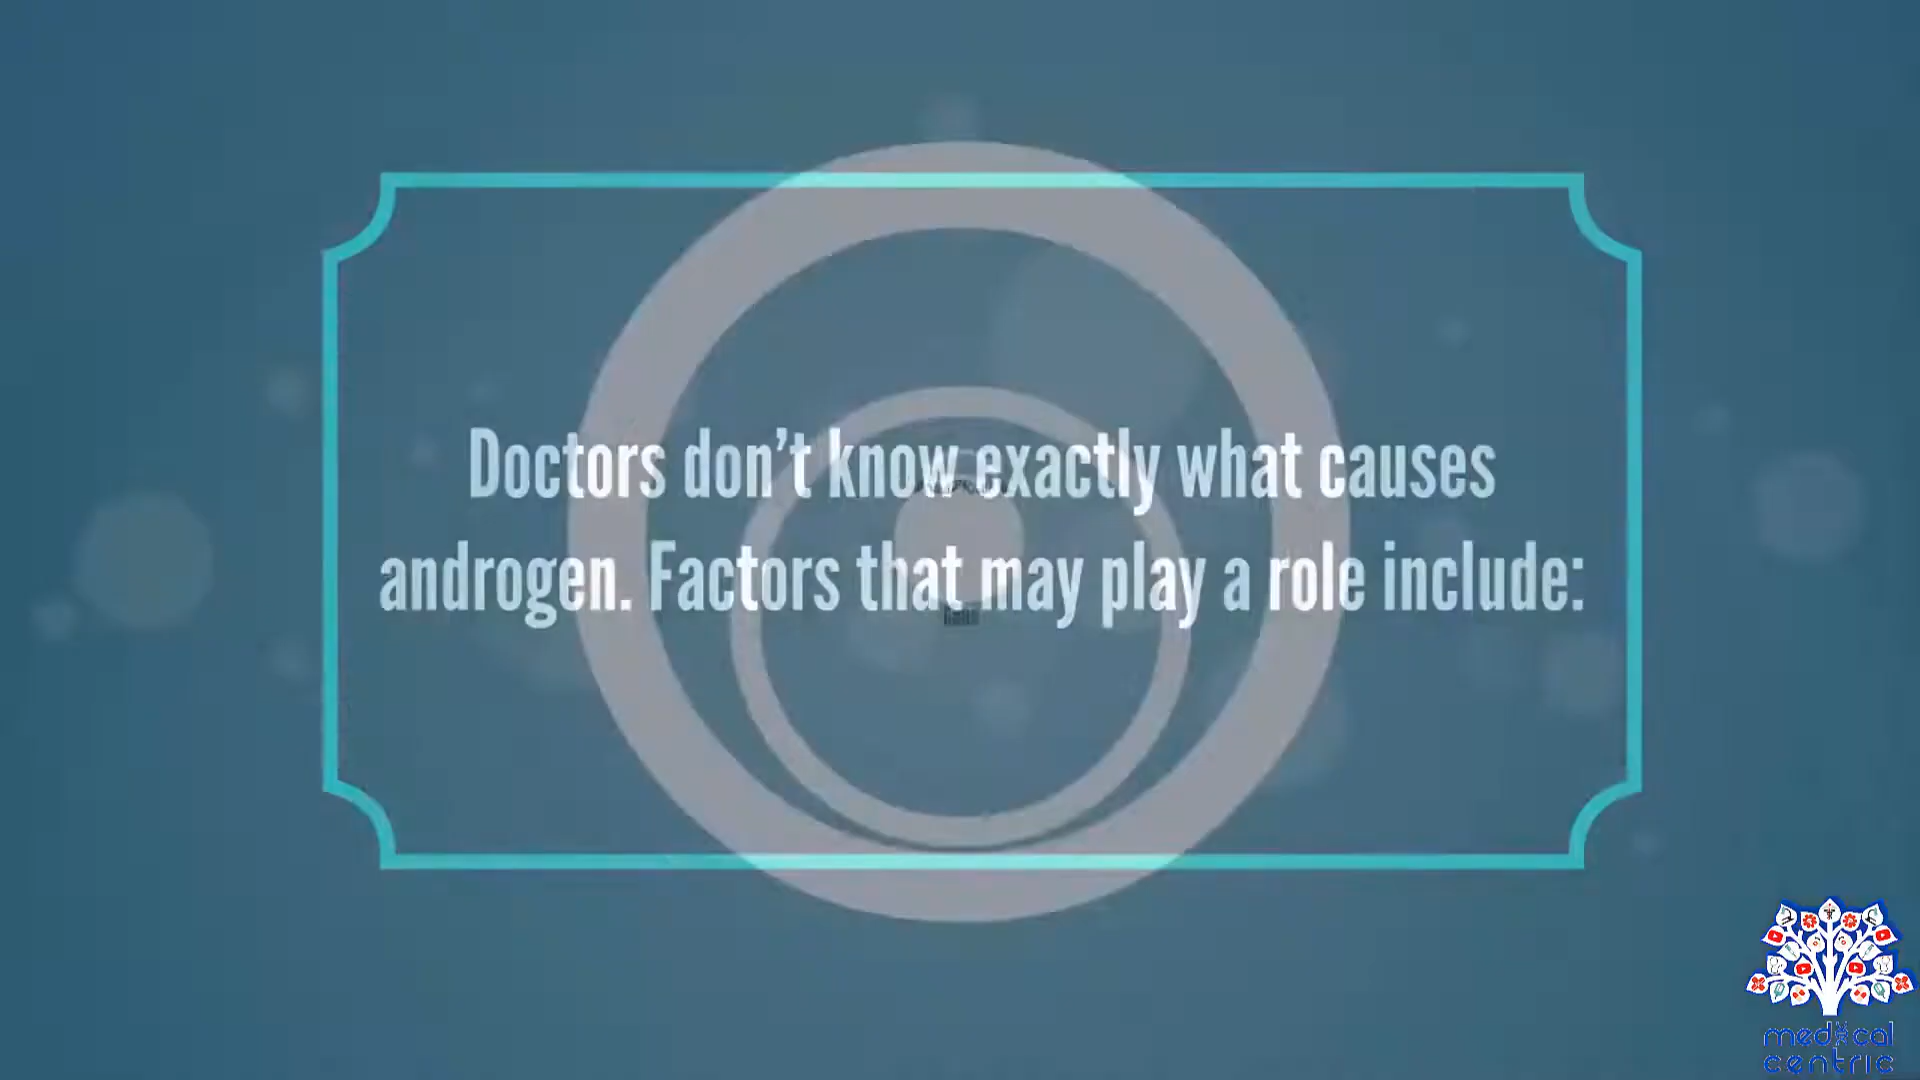 Doctors don’t know exactly what causes
androgen. Factors that may play a role include:
medical
centric